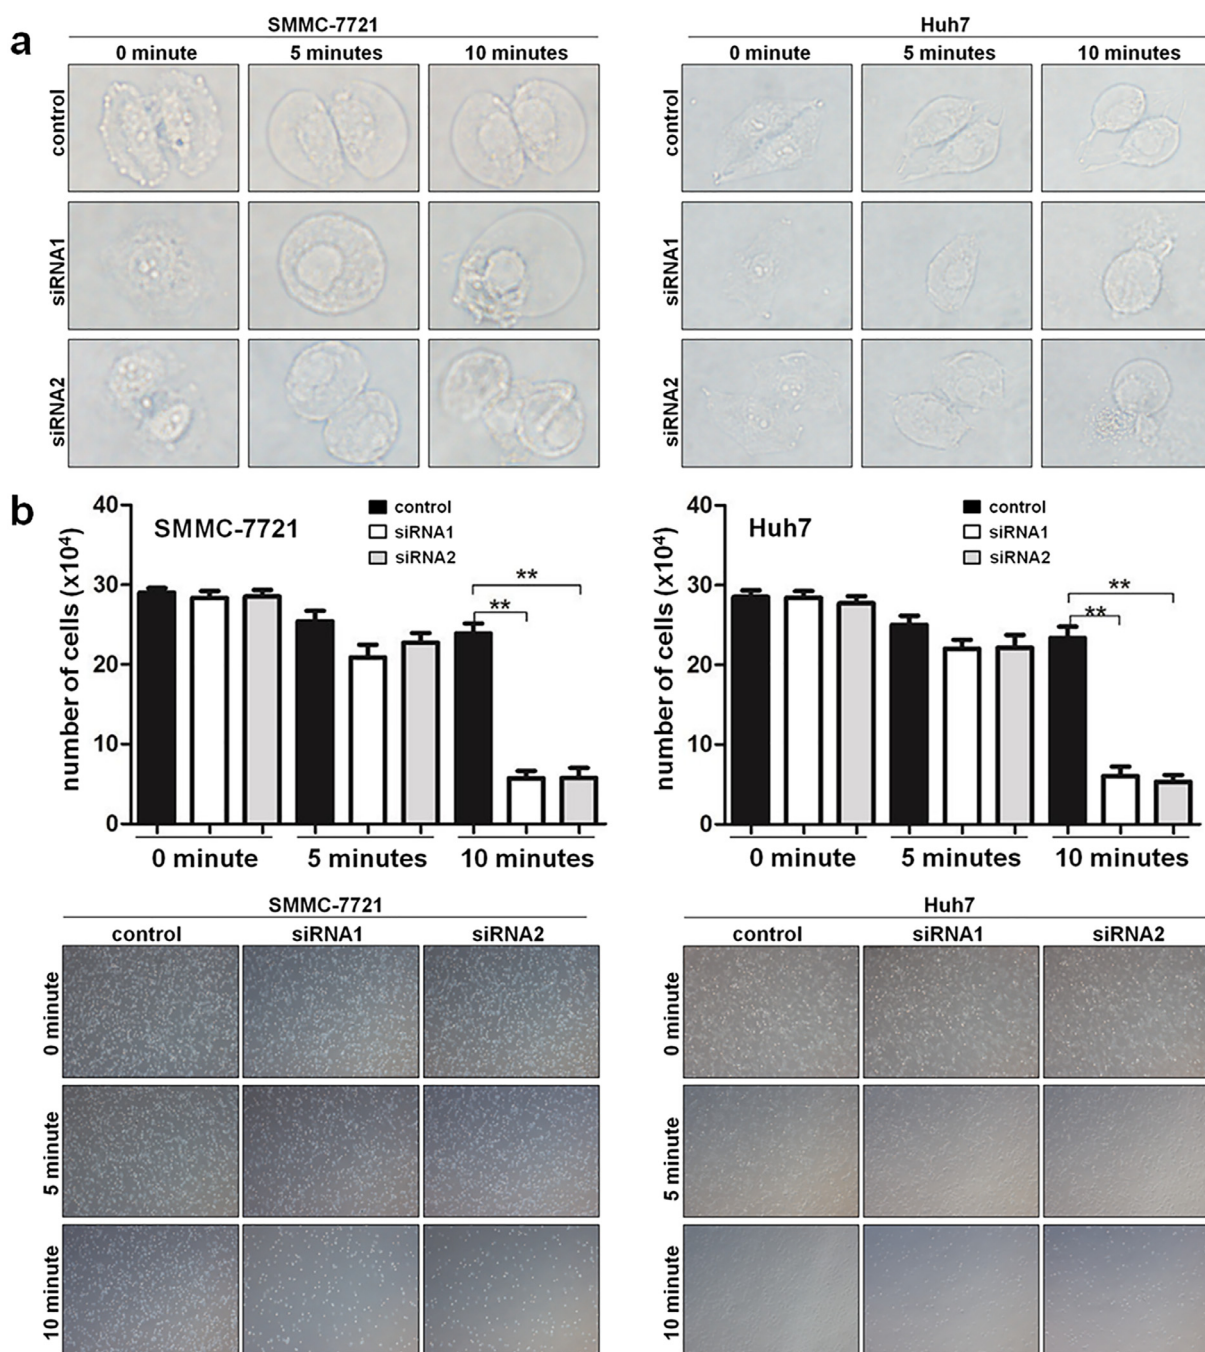 a
SMMC-7721
0 minute 5 minutes 10 minutes
control
siRNA1
siRNA2
Huh7
0 minute 5 minutes 10 minutes
control
siRNA1
siRNA2
b
number of cells (x10⁴)
40
30
20
10
0
SMMC-7721
control
siRNA1
siRNA2
**
**
0 minute 5 minutes 10 minutes
number of cells (x10⁴)
40
30
20
10
0
Huh7
control
siRNA1
siRNA2
**
**
0 minute 5 minutes 10 minutes
SMMC-7721
control siRNA1 siRNA2
0 minute
5 minute
10 minute
Huh7
control siRNA1 siRNA2
0 minute
5 minute
10 minute